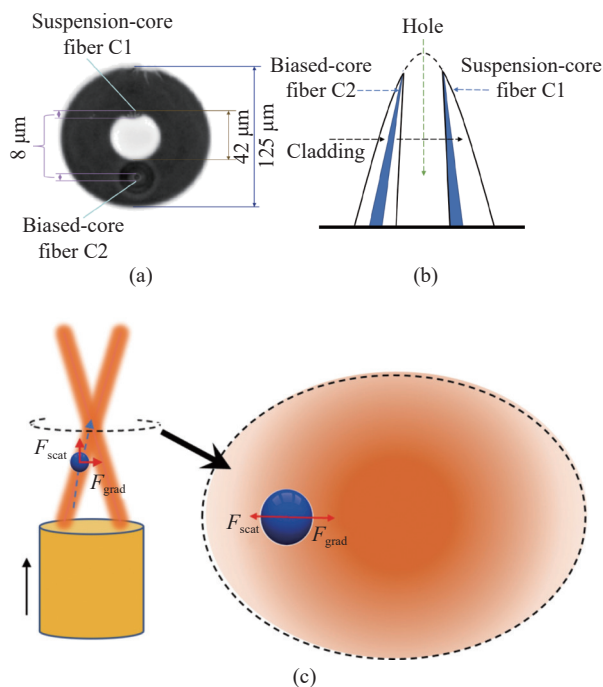 Suspension-core
fiber C1
8 μm
42 μm
125 μm
Biased-core
fiber C2
(a)
Hole
Biased-core
fiber C2
Suspension-core
fiber C1
Cladding
(b)
Fscat
Fgrad
Fscat
Fgrad
(c)